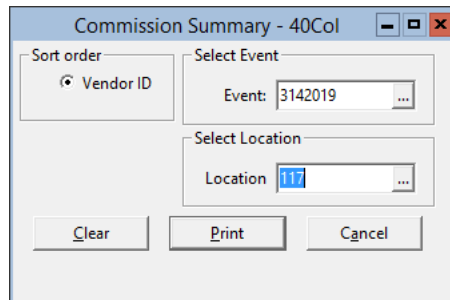 Commission Summary - 40Col
Sort order
Vendor ID
Select Event
Event: 3142019 ...
Select Location
Location 117 ...
Clear Print Cancel